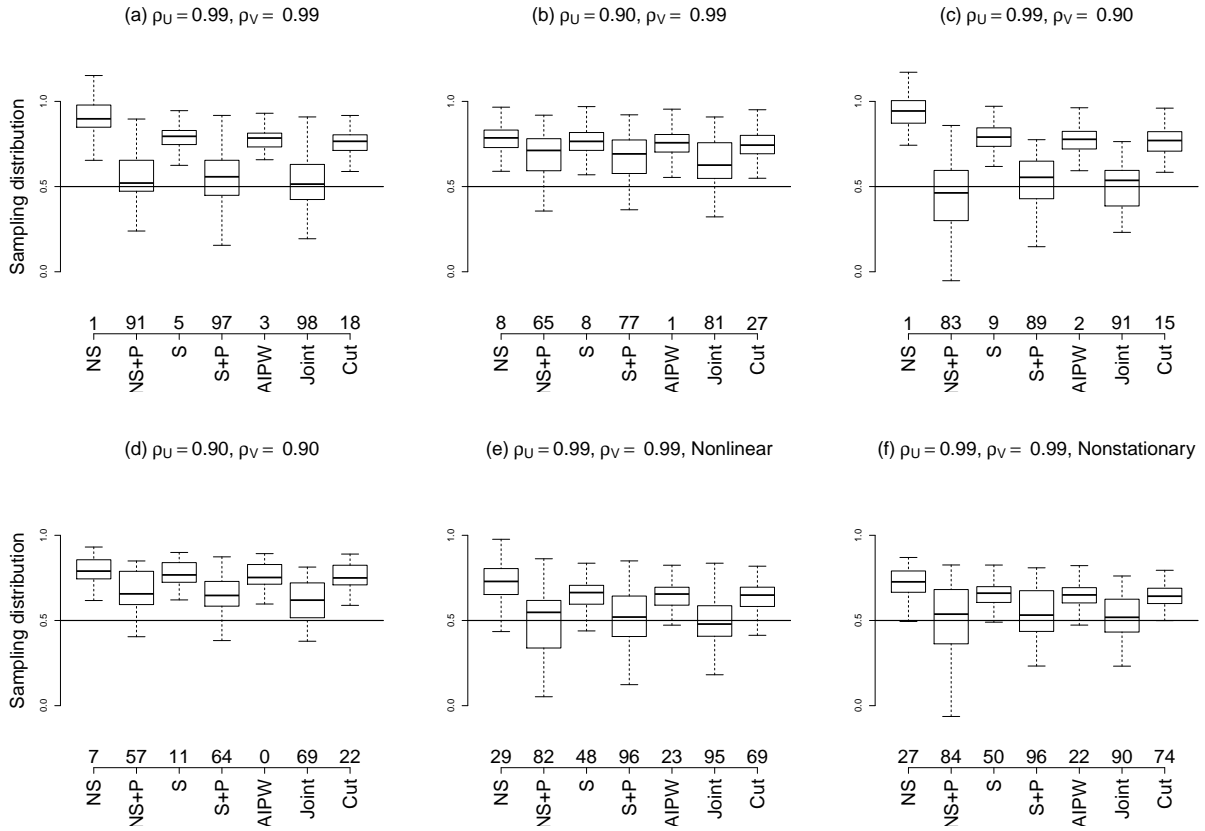 (a) ρU = 0.99, ρV = 0.99
Sampling distribution
0.0 0.5 1.0
1 91 5 97 3 98 18
NS NS+P S S+P AIPW Joint Cut
(b) ρU = 0.90, ρV = 0.99
0.0 0.5 1.0
8 65 8 77 1 81 27
NS NS+P S S+P AIPW Joint Cut
(c) ρU = 0.99, ρV = 0.90
0.0 0.5 1.0
1 83 9 89 2 91 15
NS NS+P S S+P AIPW Joint Cut
(d) ρU = 0.90, ρV = 0.90
Sampling distribution
0.0 0.5 1.0
7 57 11 64 0 69 22
NS NS+P S S+P AIPW Joint Cut
(e) ρU = 0.99, ρV = 0.99, Nonlinear
0.0 0.5 1.0
29 82 48 96 23 95 69
NS NS+P S S+P AIPW Joint Cut
(f) ρU = 0.99, ρV = 0.99, Nonstationary
0.0 0.5 1.0
27 84 50 96 22 90 74
NS NS+P S S+P AIPW Joint Cut